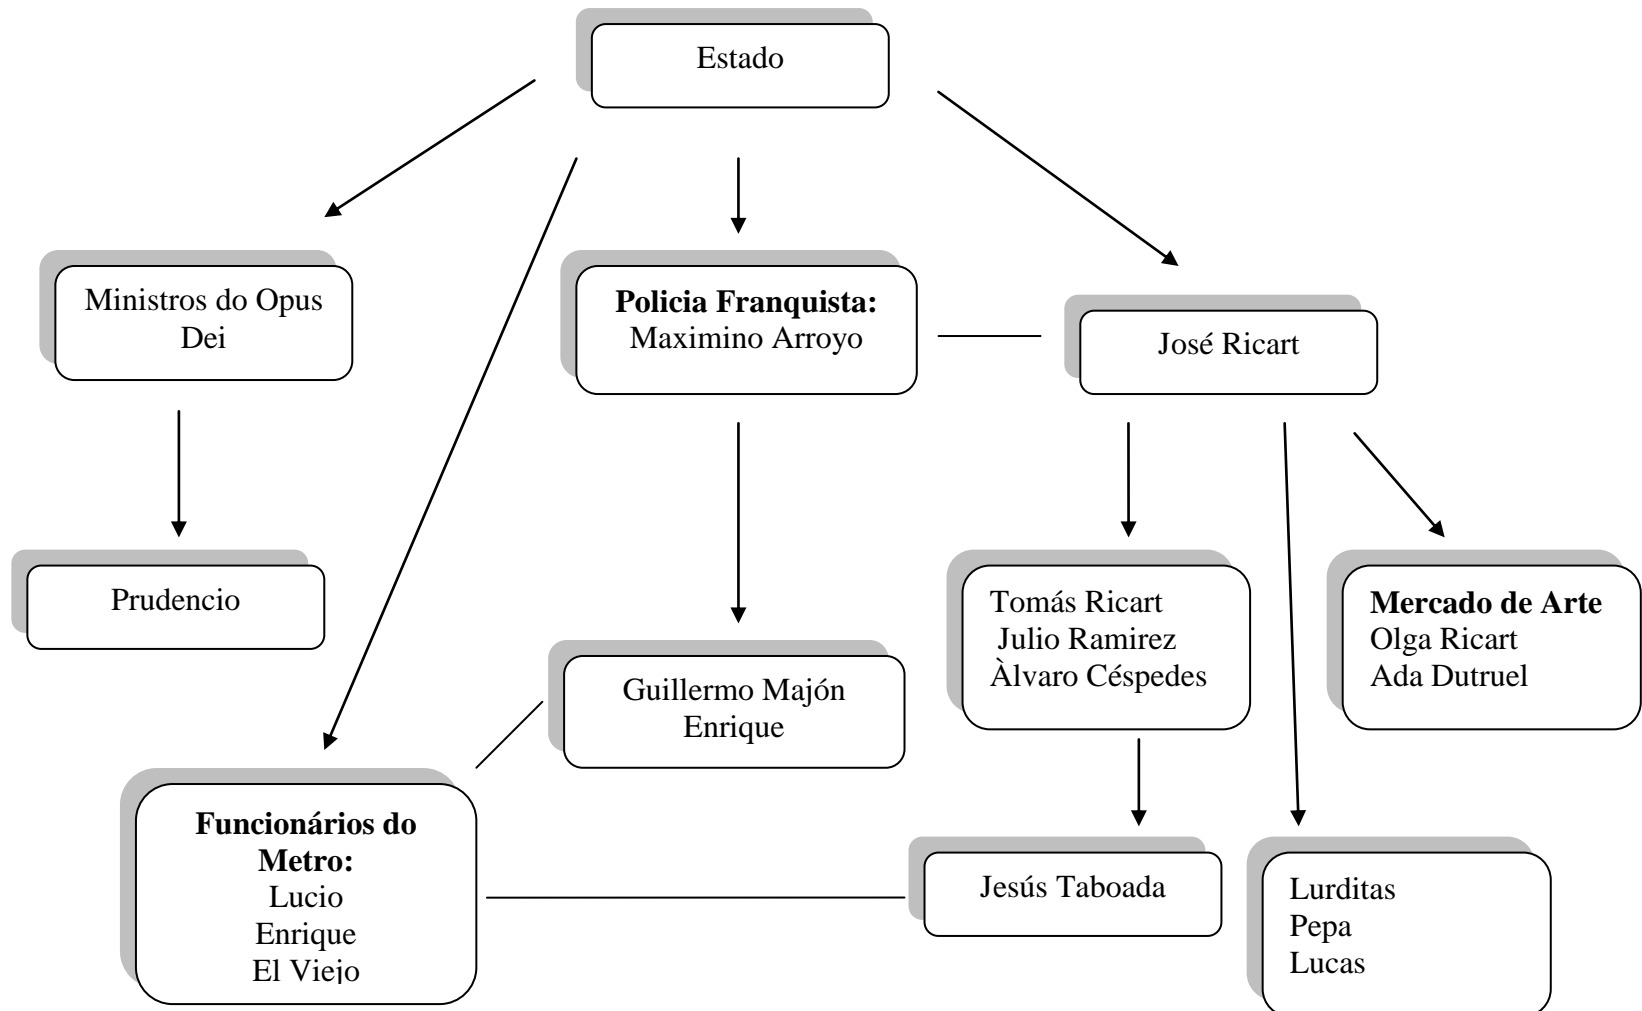 Estado
Ministros do Opus
Dei
Policia Franquista:
Maximino Arroyo
José Ricart
Prudencio
Tomás Ricart
Julio Ramirez
Àlvaro Céspedes
Mercado de Arte
Olga Ricart
Ada Dutruel
Guillermo Majón
Enrique
Funcionários do
Metro:
Lucio
Enrique
El Viejo
Jesús Taboada
Lurditas
Pepa
Lucas